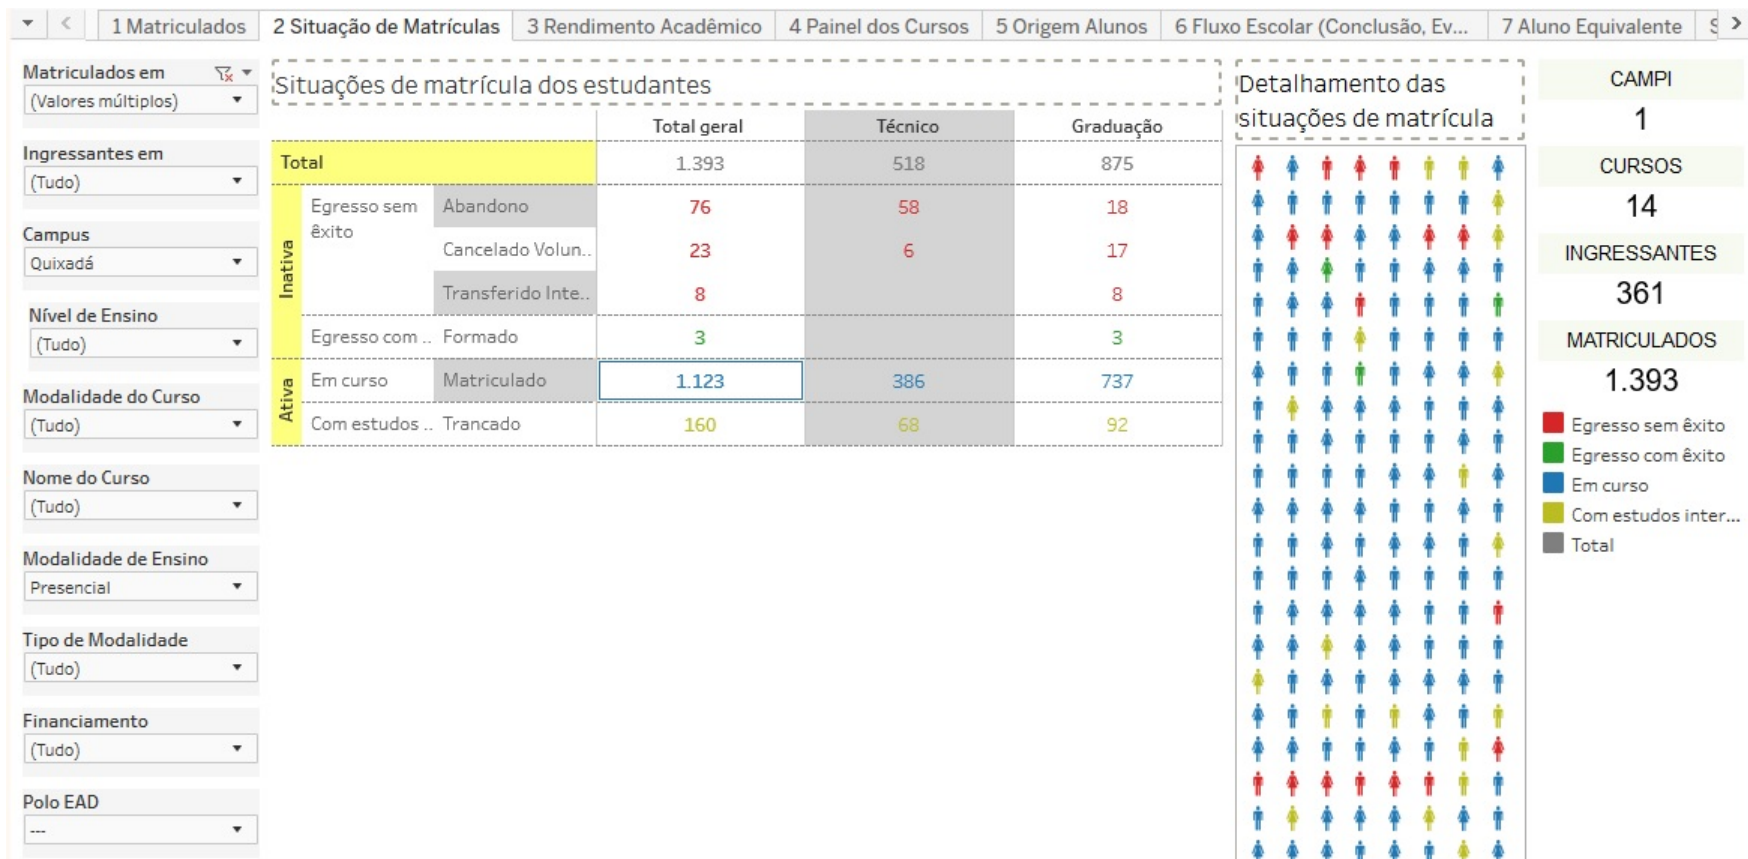 1 Matriculados 2 Situação de Matrículas 3 Rendimento Acadêmico 4 Painel dos Cursos 5 Origem Alunos 6 Fluxo Escolar (Conclusão, Ev... 7 Aluno Equivalente
Matriculados em
(Valores múltiplos)
Ingressantes em
(Tudo)
Campus
Quixadá
Nível de Ensino
(Tudo)
Modalidade do Curso
(Tudo)
Nome do Curso
(Tudo)
Modalidade de Ensino
Presencial
Tipo de Modalidade
(Tudo)
Financiamento
(Tudo)
Polo EAD
---
Situações de matrícula dos estudantes
Total geral Técnico Graduação
Total 1.393 518 875
Inativa
Egresso sem êxito
Abandono 76 58 18
Cancelado Volun.. 23 6 17
Transferido Inte.. 8 8
Egresso com .. Formado 3 3
Ativa
Em curso Matriculado 1.123 386 737
Com estudos .. Trancado 160 68 92
Detalhamento das
situações de matrícula
CAMPI
1
CURSOS
14
INGRESSANTES
361
MATRICULADOS
1.393
Egresso sem êxito
Egresso com êxito
Em curso
Com estudos inter...
Total